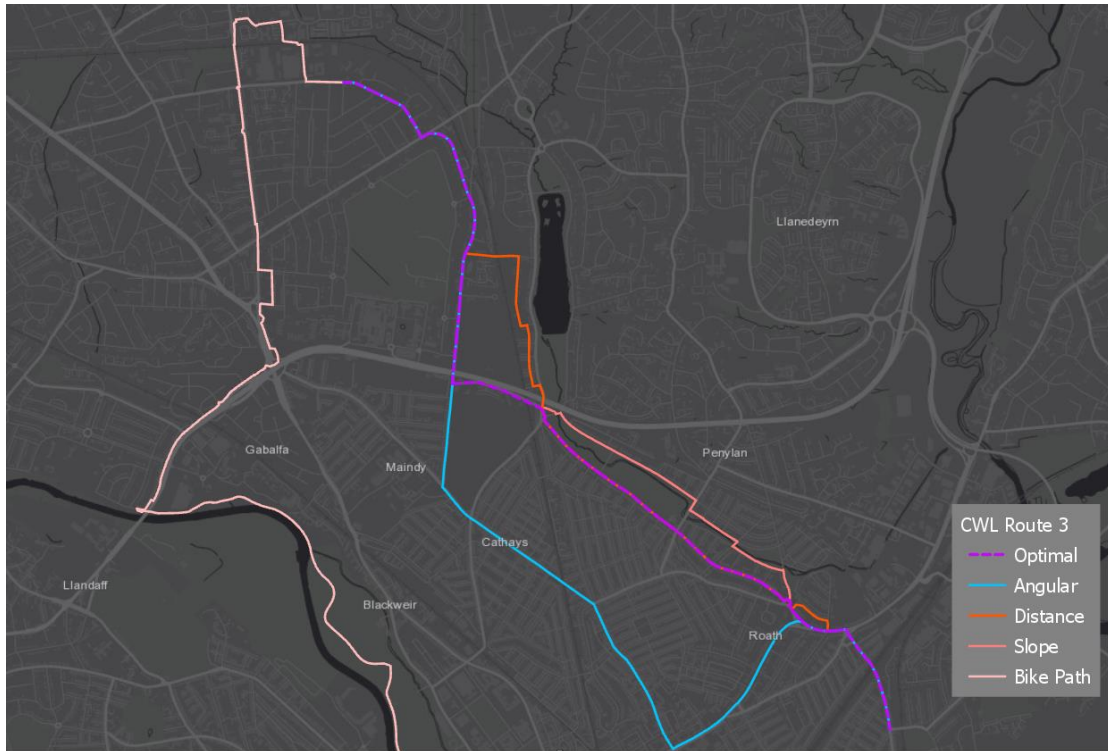 Llanedeyrn
Gabalfa
Maindy
Penylan
Cathays
Llandaff
Blackweir
Roath
CWL Route 3
Optimal
Angular
Distance
Slope
Bike Path